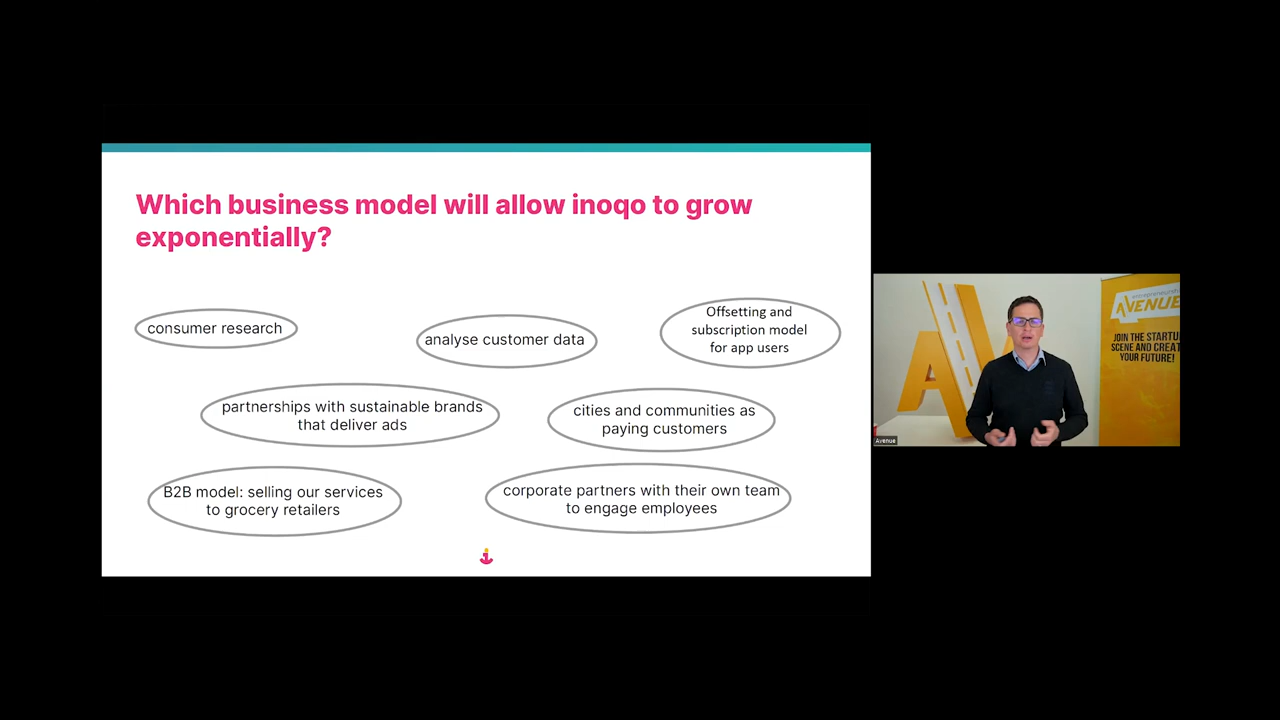 Which business model will allow inoqo to grow
exponentially?
consumer research
analyse customer data
Offsetting and
subscription model
for app users
partnerships with sustainable brands
that deliver ads
cities and communities as
paying customers
B2B model: selling our services
to grocery retailers
corporate partners with their own team
to engage employees
entrepreneurship
AVENUE
JOIN THE STARTU
SCENE AND CREAT
YOUR FUTURE!
Avenue